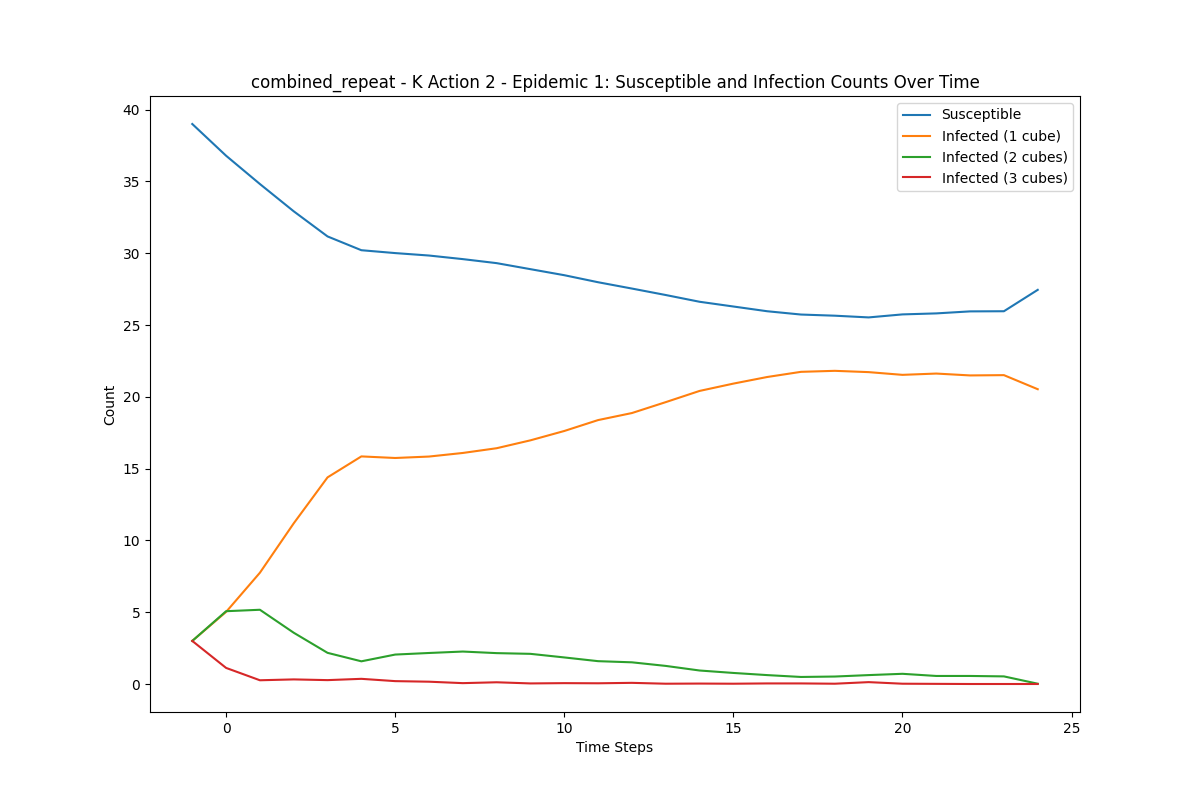 combined_repeat - K Action 2 - Epidemic 1: Susceptible and Infection Counts Over Time
Susceptible
Infected (1 cube)
Infected (2 cubes)
Infected (3 cubes)
40
35
30
25
20
15
10
5
0
Count
0 5 10 15 20 25
Time Steps